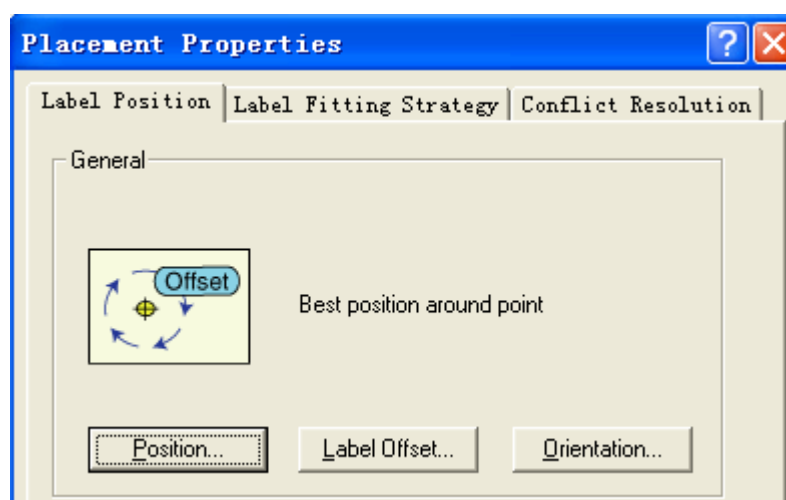 Placement Properties
Label Position Label Fitting Strategy Conflict Resolution
General
Offset
Best position around point
Position... Label Offset... Orientation...